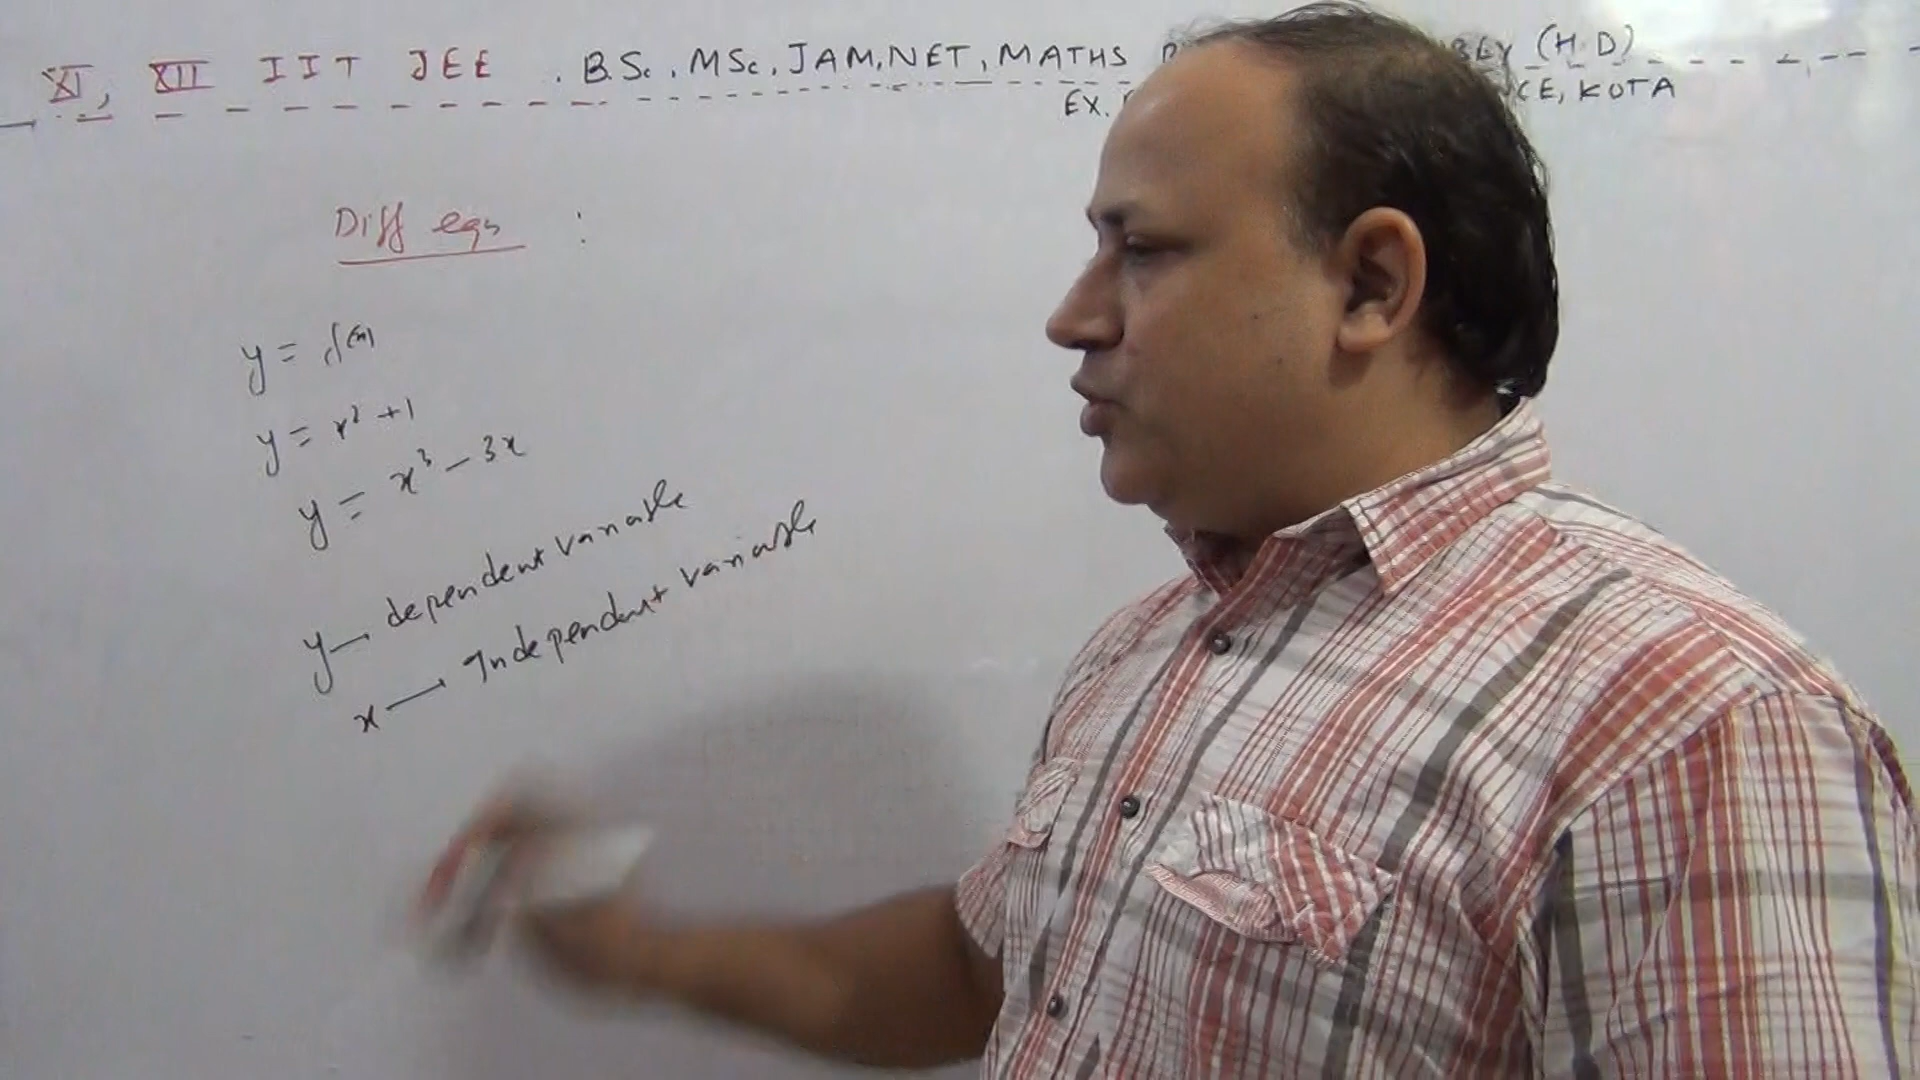 XI, XII IIT JEE . B.Sc, MSc, JAM, NET, MATHS BEY (H.D)
EX. CE, KOTA
Diff eqn :
y = f(x)
y = x² + 1
y = x³ - 3x
y → dependent variable
x → Independent variable